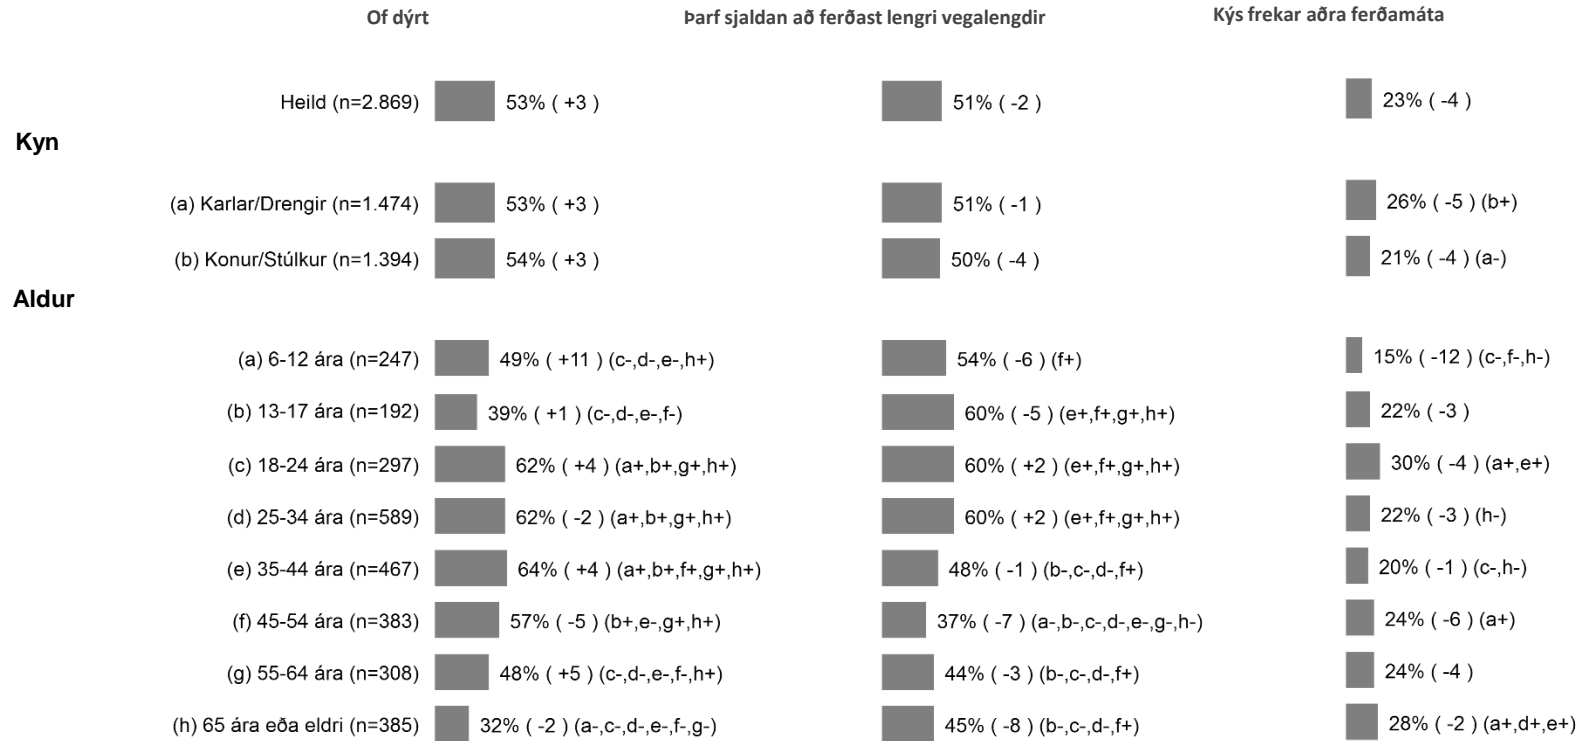 Of dýrt Þarf sjaldan að ferðast lengri vegalengdir Kýs frekar aðra ferðamáta
Heild (n=2.869) 53% ( +3 ) 51% ( -2 ) 23% ( -4 )
Kyn
(a) Karlar/Drengir (n=1.474) 53% ( +3 ) 51% ( -1 ) 26% ( -5 ) (b+)
(b) Konur/Stúlkur (n=1.394) 54% ( +3 ) 50% ( -4 ) 21% ( -4 ) (a-)
Aldur
(a) 6-12 ára (n=247) 49% ( +11 ) (c-,d-,e-,h+) 54% ( -6 ) (f+) 15% ( -12 ) (c-,f-,h-)
(b) 13-17 ára (n=192) 39% ( +1 ) (c-,d-,e-,f-) 60% ( -5 ) (e+,f+,g+,h+) 22% ( -3 )
(c) 18-24 ára (n=297) 62% ( +4 ) (a+,b+,g+,h+) 60% ( +2 ) (e+,f+,g+,h+) 30% ( -4 ) (a+,e+)
(d) 25-34 ára (n=589) 62% ( -2 ) (a+,b+,g+,h+) 60% ( +2 ) (e+,f+,g+,h+) 22% ( -3 ) (h-)
(e) 35-44 ára (n=467) 64% ( +4 ) (a+,b+,f+,g+,h+) 48% ( -1 ) (b-,c-,d-,f+) 20% ( -1 ) (c-,h-)
(f) 45-54 ára (n=383) 57% ( -5 ) (b+,e-,g+,h+) 37% ( -7 ) (a-,b-,c-,d-,e-,g-,h-) 24% ( -6 ) (a+)
(g) 55-64 ára (n=308) 48% ( +5 ) (c-,d-,e-,f-,h+) 44% ( -3 ) (b-,c-,d-,f+) 24% ( -4 )
(h) 65 ára eða eldri (n=385) 32% ( -2 ) (a-,c-,d-,e-,f-,g-) 45% ( -8 ) (b-,c-,d-,f+) 28% ( -2 ) (a+,d+,e+)